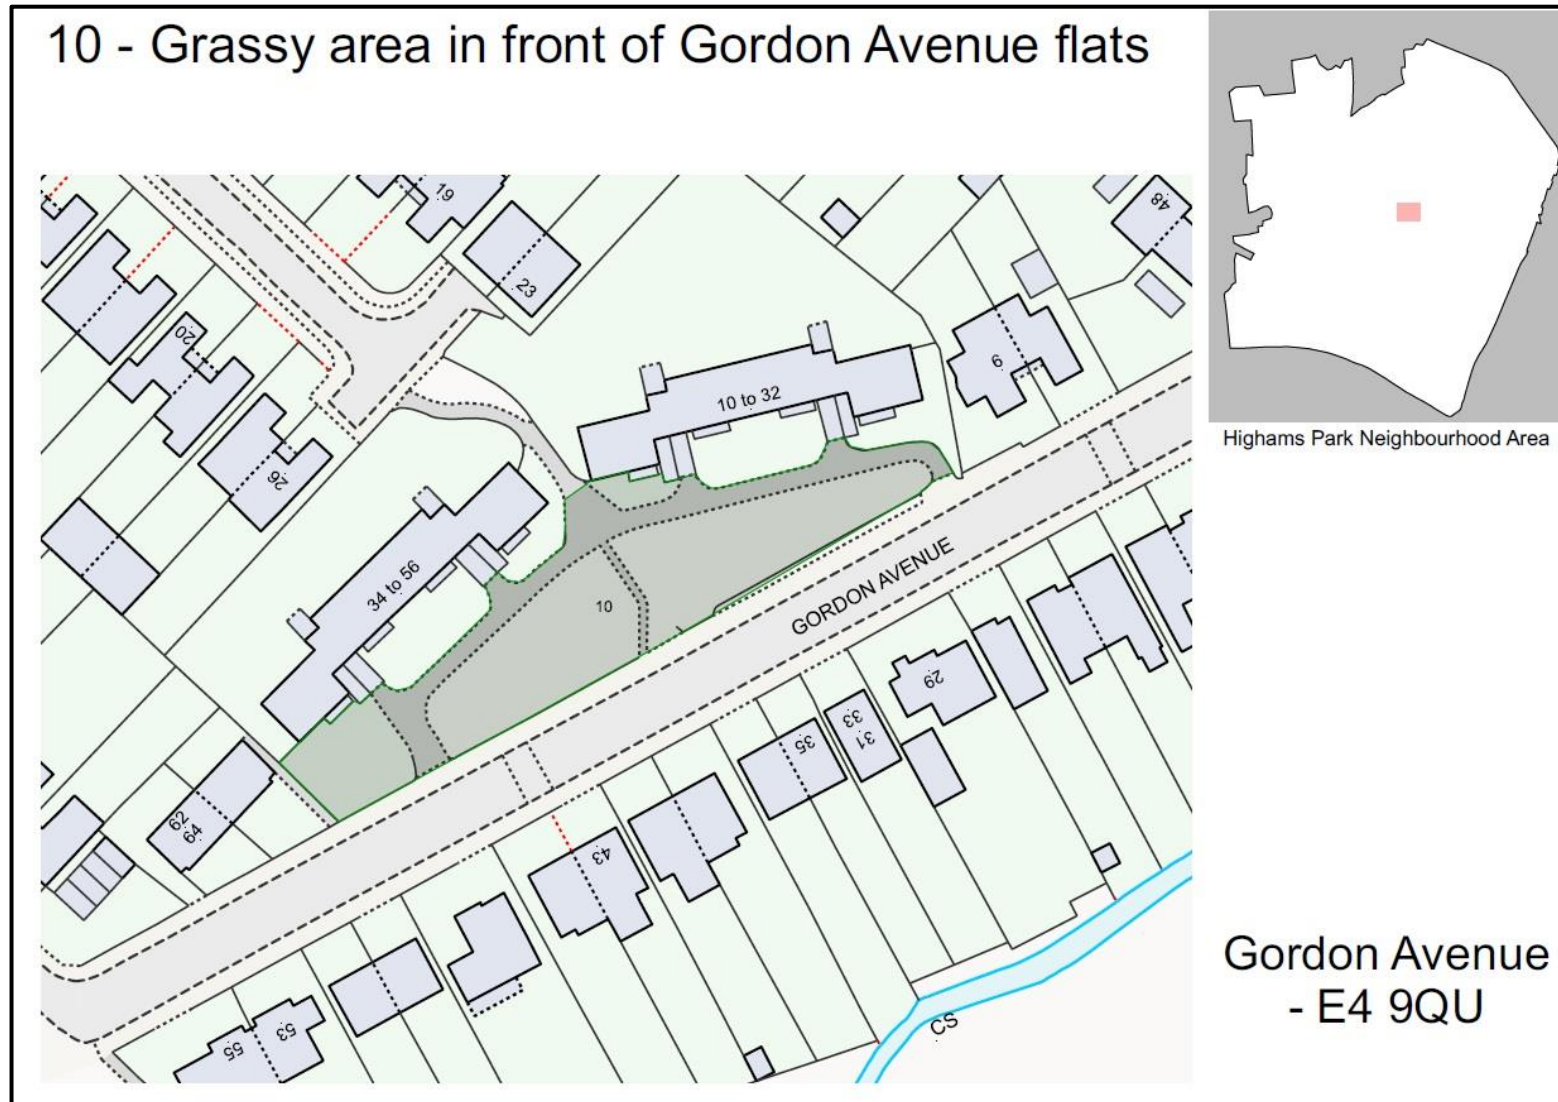 10 - Grassy area in front of Gordon Avenue flats
Highams Park Neighbourhood Area
19
23
48
20
9
10 to 32
26
34 to 56
10
GORDON AVENUE
29
33
31
35
62
64
43
53
55
CS
Gordon Avenue
- E4 9QU